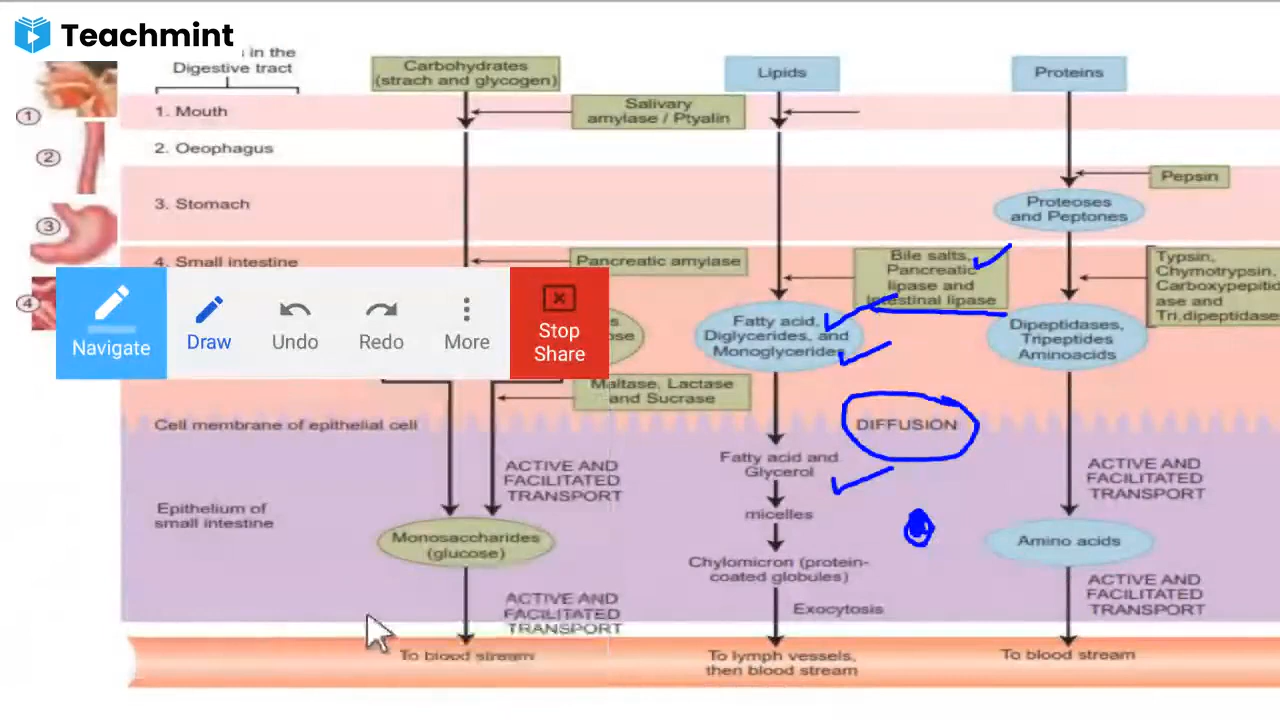 Teachmint
in the
Digestive tract
Carbohydrates
(strach and glycogen)
Lipids
Proteins
1
1. Mouth
Salivary
amylase / Ptyalin
2
2. Oeophagus
Pepsin
3
3. Stomach
Proteoses
and Peptones
4
4. Small intestine
Pancreatic amylase
Bile salts,
Pancreatic
lipase and
Intestinal lipase
Typsin,
Chymotrypsin,
Carboxypeptid
ase and
Tri,dipeptidase
Navigate
Draw
Undo
Redo
More
Stop
Share
Fatty acid,
Diglycerides, and
Monoglycerides
Dipeptidases,
Tripeptides
Aminoacids
Maltase, Lactase
and Sucrase
Cell membrane of epithelial cell
DIFFUSION
ACTIVE AND
FACILITATED
TRANSPORT
Fatty acid and
Glycerol
ACTIVE AND
FACILITATED
TRANSPORT
Epithelium of
small intestine
micelles
Monosaccharides
(glucose)
Amino acids
Chylomicron (protein-
coated globules)
ACTIVE AND
FACILITATED
TRANSPORT
Exocytosis
ACTIVE AND
FACILITATED
TRANSPORT
To blood stream
To lymph vessels,
then blood stream
To blood stream